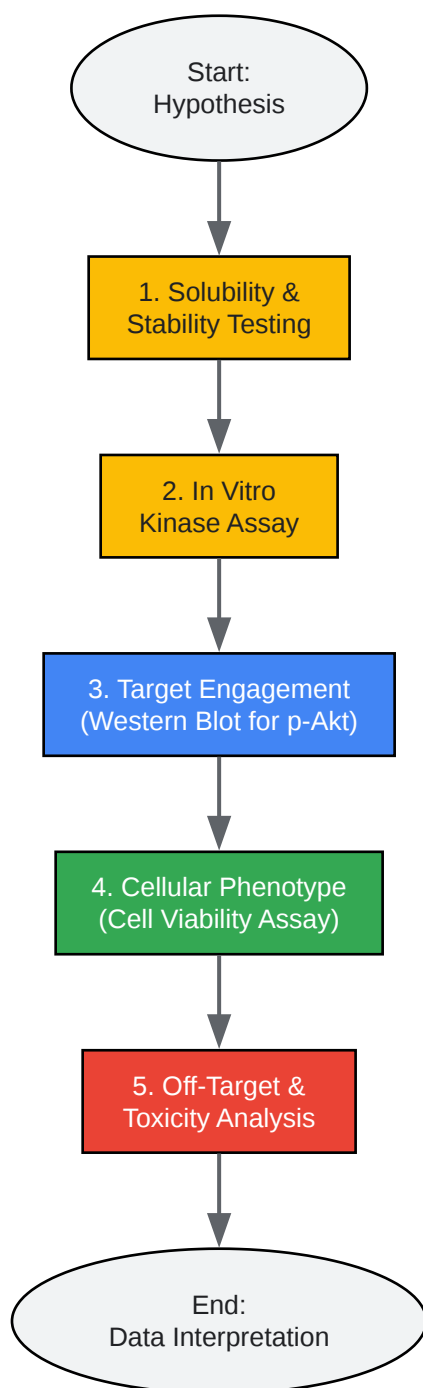 Start:
Hypothesis
1. Solubility &
Stability Testing
2. In Vitro
Kinase Assay
3. Target Engagement
(Western Blot for p-Akt)
4. Cellular Phenotype
(Cell Viability Assay)
5. Off-Target &
Toxicity Analysis
End:
Data Interpretation